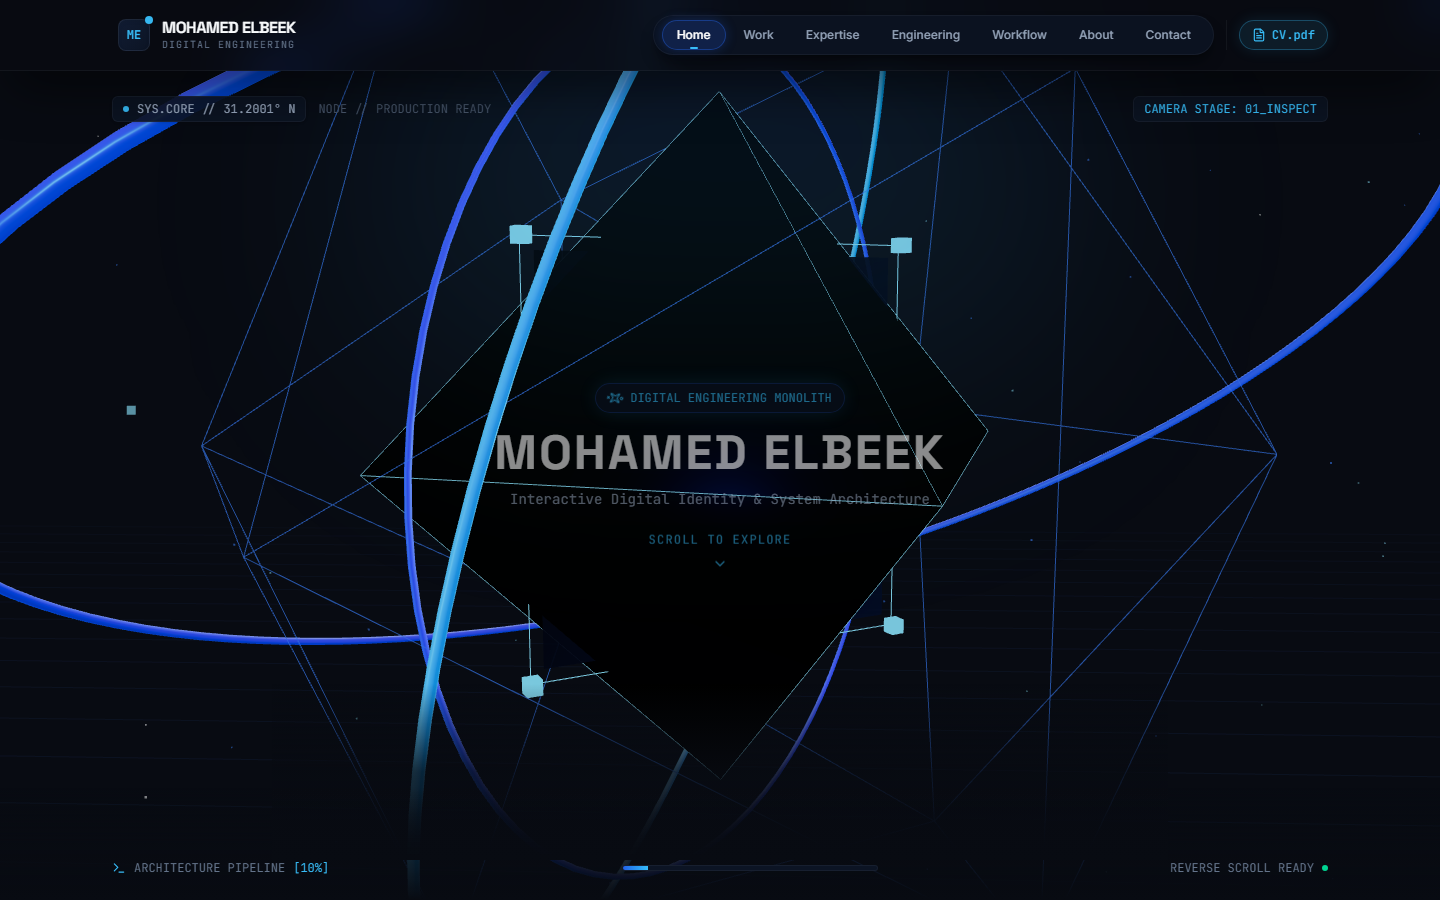 ME
MOHAMED ELBEEK
DIGITAL ENGINEERING
Home
Work
Expertise
Engineering
Workflow
About
Contact
CV.pdf
SYS.CORE // 31.2001° N
NODE // PRODUCTION READY
CAMERA STAGE: 01_INSPECT
DIGITAL ENGINEERING MONOLITH
MOHAMED ELBEEK
Interactive Digital Identity & System Architecture
SCROLL TO EXPLORE
ARCHITECTURE PIPELINE [10%]
REVERSE SCROLL READY